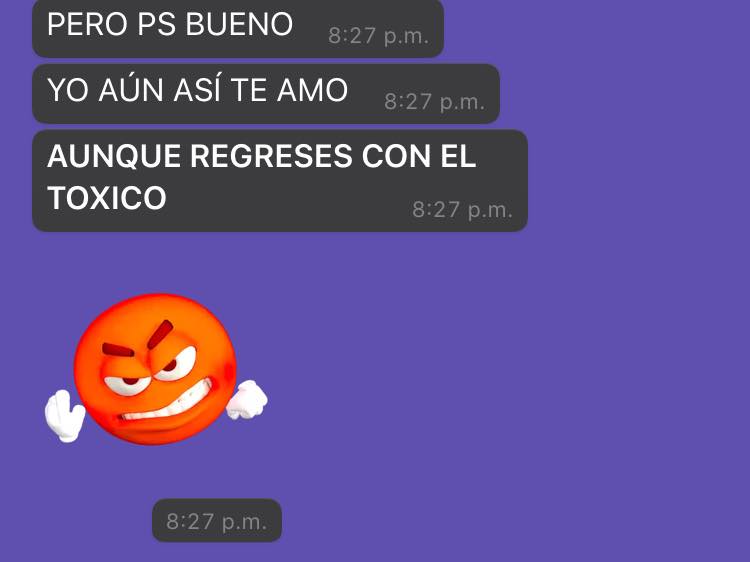 PERO PS BUENO 8:27 p.m.
YO AÚN ASÍ TE AMO 8:27 p.m.
AUNQUE REGRESES CON EL
TOXICO 8:27 p.m.
8:27 p.m.